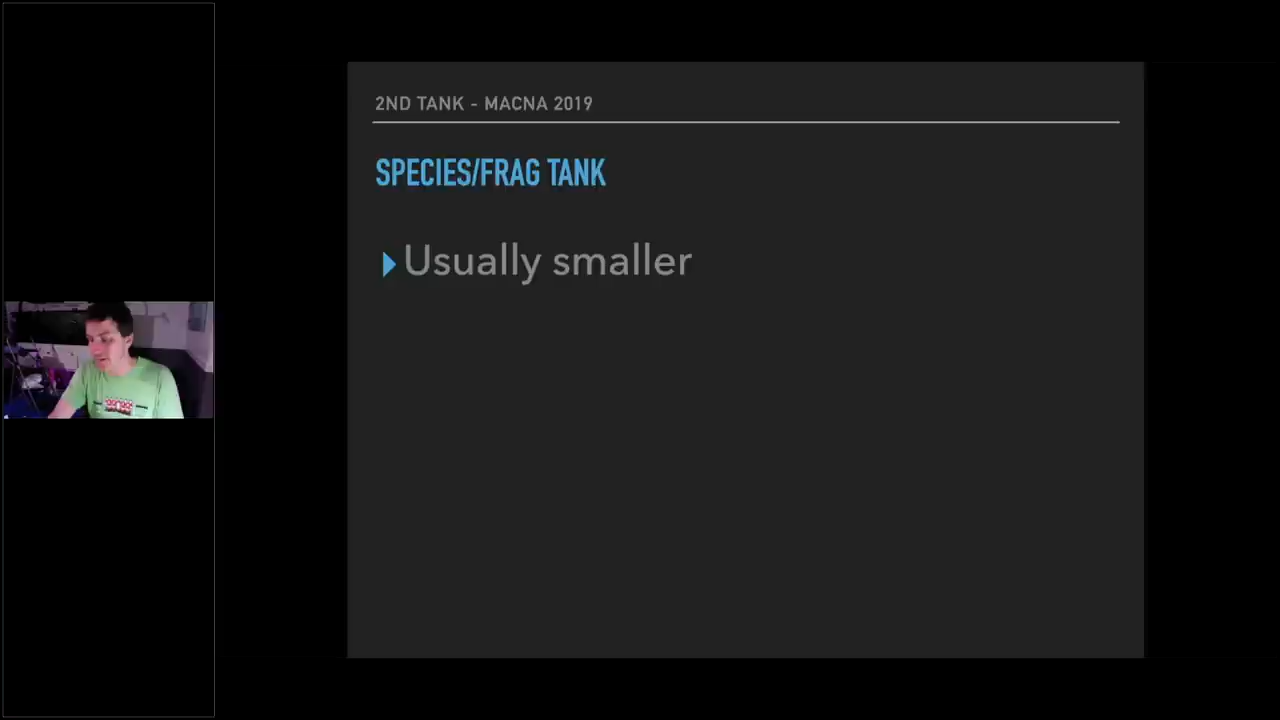 2ND TANK - MACNA 2019
SPECIES/FRAG TANK
Usually smaller